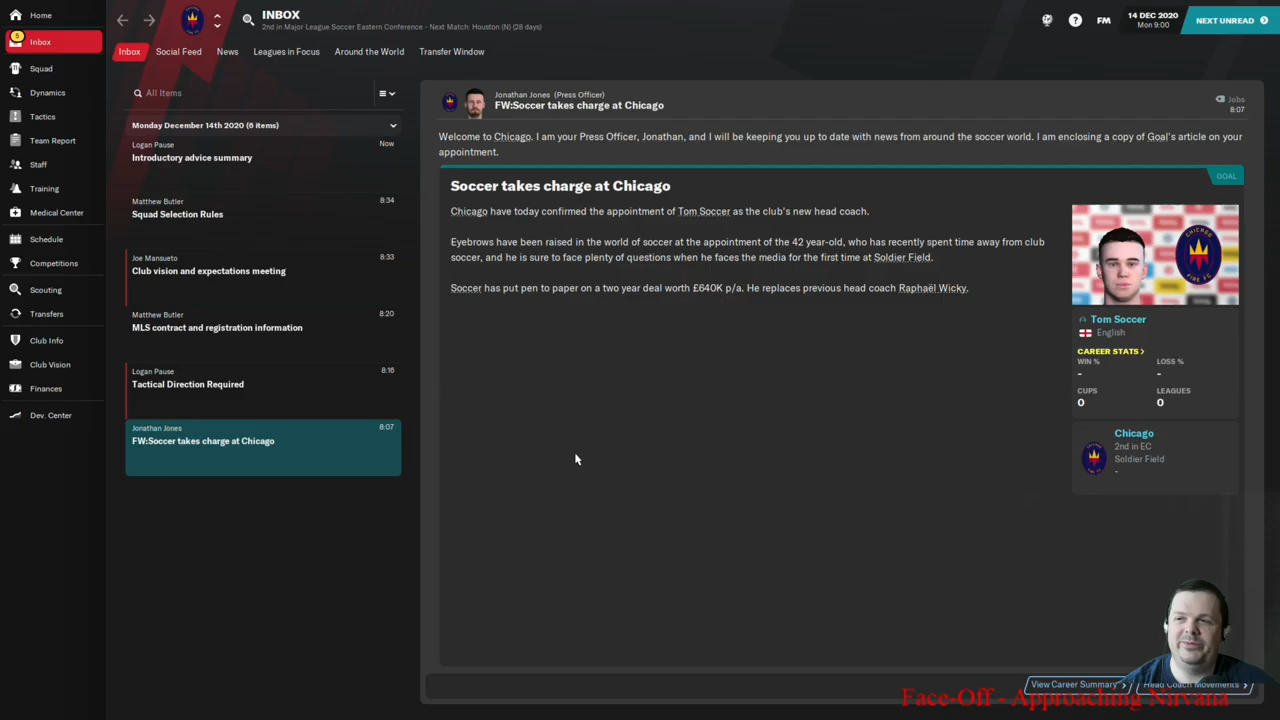 Home
INBOX
2nd in Major League Soccer Eastern Conference - Next Match: Houston (N) (28 days)
FM
14 DEC 2020
Mon 9:00
NEXT UNREAD
5
Inbox
Squad
Dynamics
Tactics
Team Report
Staff
Training
Medical Center
Schedule
Competitions
Scouting
Transfers
Club Info
Club Vision
Finances
Dev. Center
Inbox
Social Feed
News
Leagues in Focus
Around the World
Transfer Window
All Items
Monday December 14th 2020 (6 items)
Logan Pause
Now
Introductory advice summary
Matthew Butler
8:34
Squad Selection Rules
Joe Mansueto
8:33
Club vision and expectations meeting
Matthew Butler
8:20
MLS contract and registration information
Logan Pause
8:16
Tactical Direction Required
Jonathan Jones
8:07
FW:Soccer takes charge at Chicago
Jonathan Jones (Press Officer)
FW:Soccer takes charge at Chicago
Jobs
8:07
Welcome to Chicago. I am your Press Officer, Jonathan, and I will be keeping you up to date with news from around the soccer world. I am enclosing a copy of Goal's article on your
appointment.
GOAL
Soccer takes charge at Chicago
Chicago have today confirmed the appointment of Tom Soccer as the club's new head coach.
Eyebrows have been raised in the world of soccer at the appointment of the 42 year-old, who has recently spent time away from club
soccer, and he is sure to face plenty of questions when he faces the media for the first time at Soldier Field.
Soccer has put pen to paper on a two year deal worth £640K p/a. He replaces previous head coach Raphaël Wicky.
Tom Soccer
English
CAREER STATS >
WIN %
LOSS %
-
-
CUPS
LEAGUES
0
0
Chicago
2nd in EC
Soldier Field
-
View Career Summary
Head Coach Movements
Face-Off - Approaching Nirvana